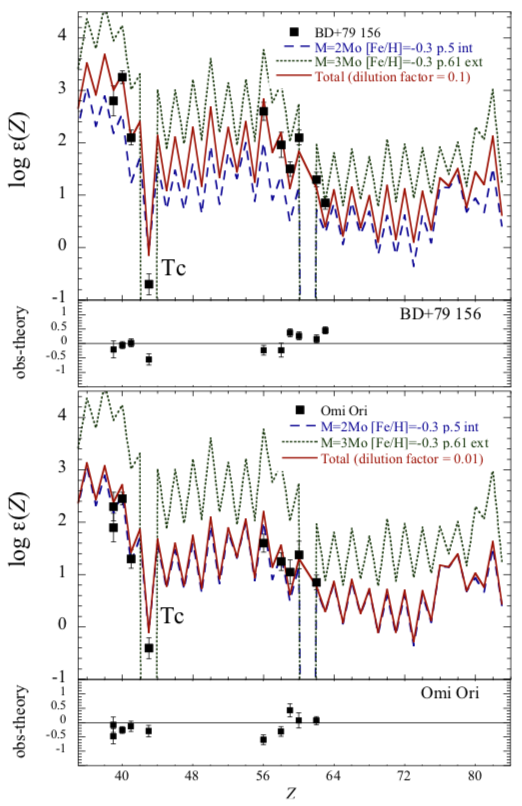 BD+79 156
M=2Mo [Fe/H]=-0.3 p.5 int
M=3Mo [Fe/H]=-0.3 p.61 ext
Total (dilution factor = 0.1)
log ε(Z)
4
3
2
1
0
-1
Tc
BD+79 156
obs-theory
1
0.5
0
-0.5
-1
Omi Ori
M=2Mo [Fe/H]=-0.3 p.5 int
M=3Mo [Fe/H]=-0.3 p.61 ext
Total (dilution factor = 0.01)
log ε(Z)
4
3
2
1
0
-1
Tc
Omi Ori
obs-theory
1
0.5
0
-0.5
-1
40 48 56 64 72 80
Z